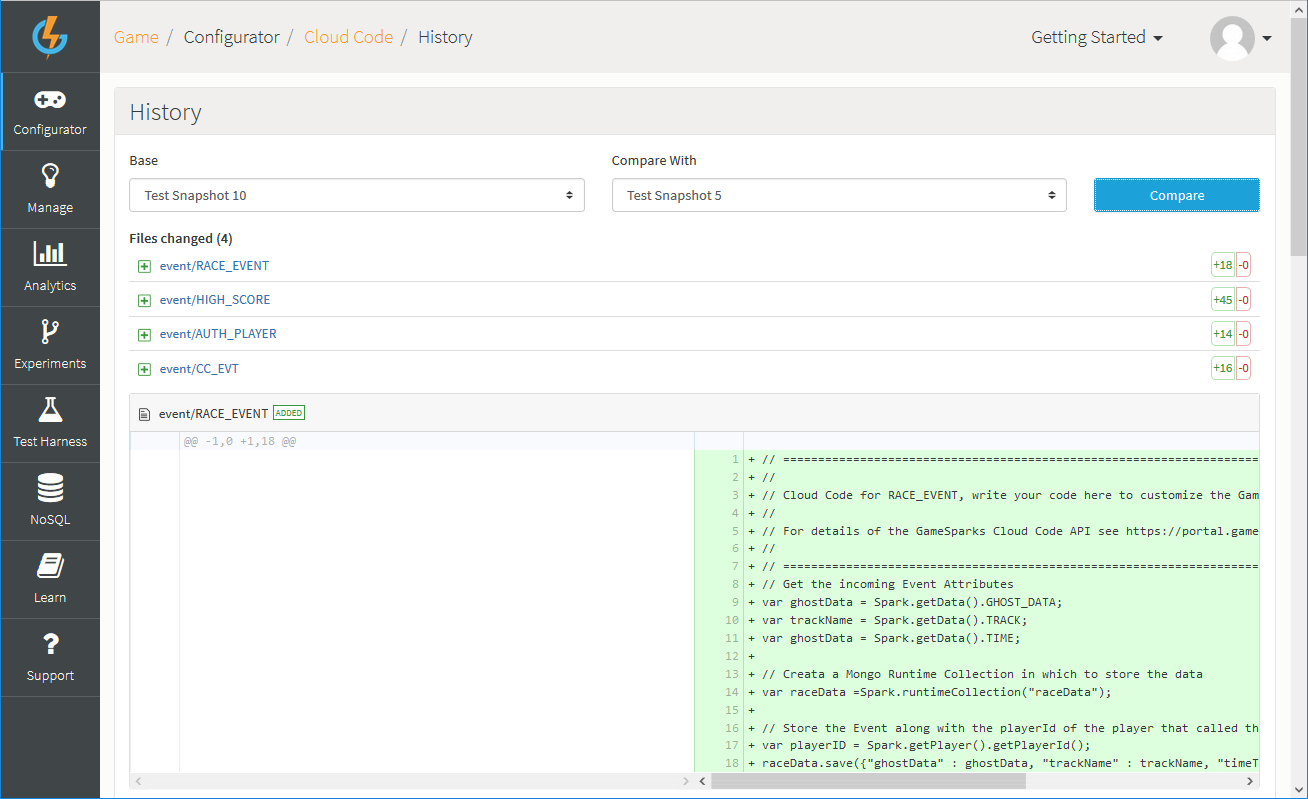 Game / Configurator / Cloud Code / History
Getting Started
Configurator
Manage
Analytics
Experiments
Test Harness
NoSQL
Learn
Support
History
Base
Compare With
Test Snapshot 10
Test Snapshot 5
Compare
Files changed (4)
event/RACE_EVENT +18 -0
event/HIGH_SCORE +45 -0
event/AUTH_PLAYER +14 -0
event/CC_EVT +16 -0
event/RACE_EVENT ADDED
@@ -1,0 +1,18 @@
1 + // ====================================================================
2 + //
3 + // Cloud Code for RACE_EVENT, write your code here to customize the Gam
4 + //
5 + // For details of the GameSparks Cloud Code API see https://portal.game
6 + //
7 + // ====================================================================
8 + // Get the incoming Event Attributes
9 + var ghostData = Spark.getData().GHOST_DATA;
10 + var trackName = Spark.getData().TRACK;
11 + var ghostData = Spark.getData().TIME;
12 +
13 + // Creata a Mongo Runtime Collection in which to store the data
14 + var raceData =Spark.runtimeCollection("raceData");
15 +
16 + // Store the Event along with the playerId of the player that called th
17 + var playerID = Spark.getPlayer().getPlayerId();
18 + raceData.save({"ghostData" : ghostData, "trackName" : trackName, "timeT